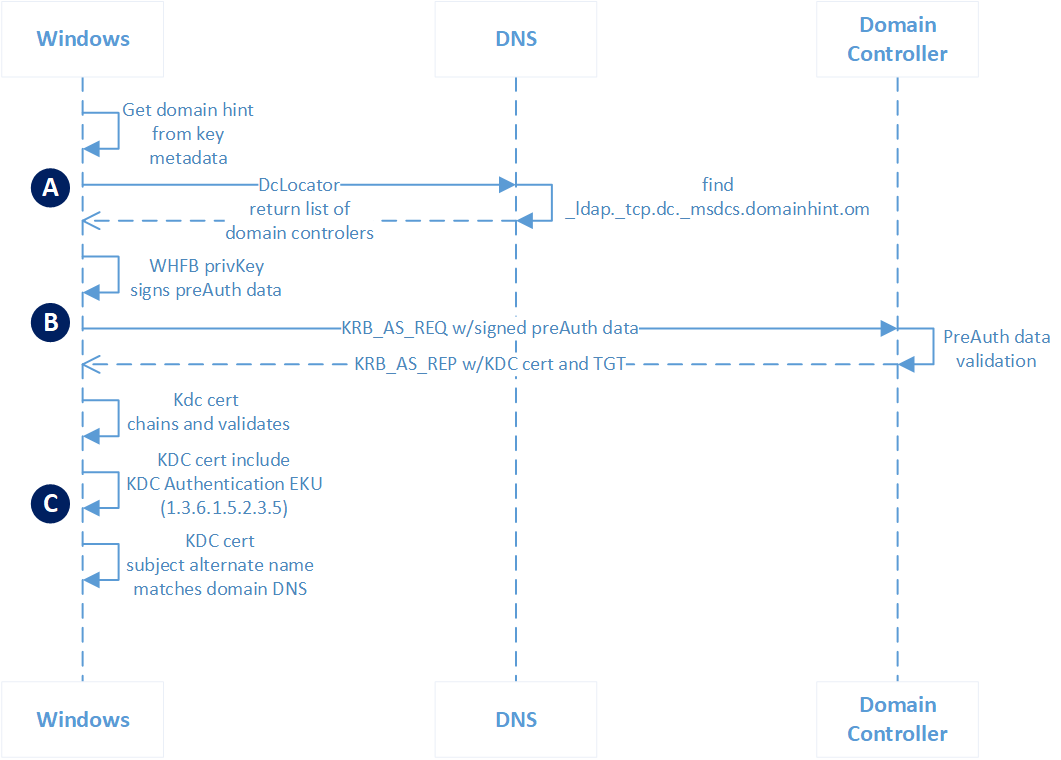 Windows
DNS
Domain
Controller
Get domain hint
from key
metadata
A
DcLocator
find
return list of
_ldap._tcp.dc._msdcs.domainhint.om
domain controlers
WHFB privKey
signs preAuth data
B
KRB_AS_REQ w/signed preAuth data
PreAuth data
validation
KRB_AS_REP w/KDC cert and TGT
Kdc cert
chains and validates
KDC cert include
KDC Authentication EKU
(1.3.6.1.5.2.3.5)
C
KDC cert
subject alternate name
matches domain DNS
Windows
DNS
Domain
Controller